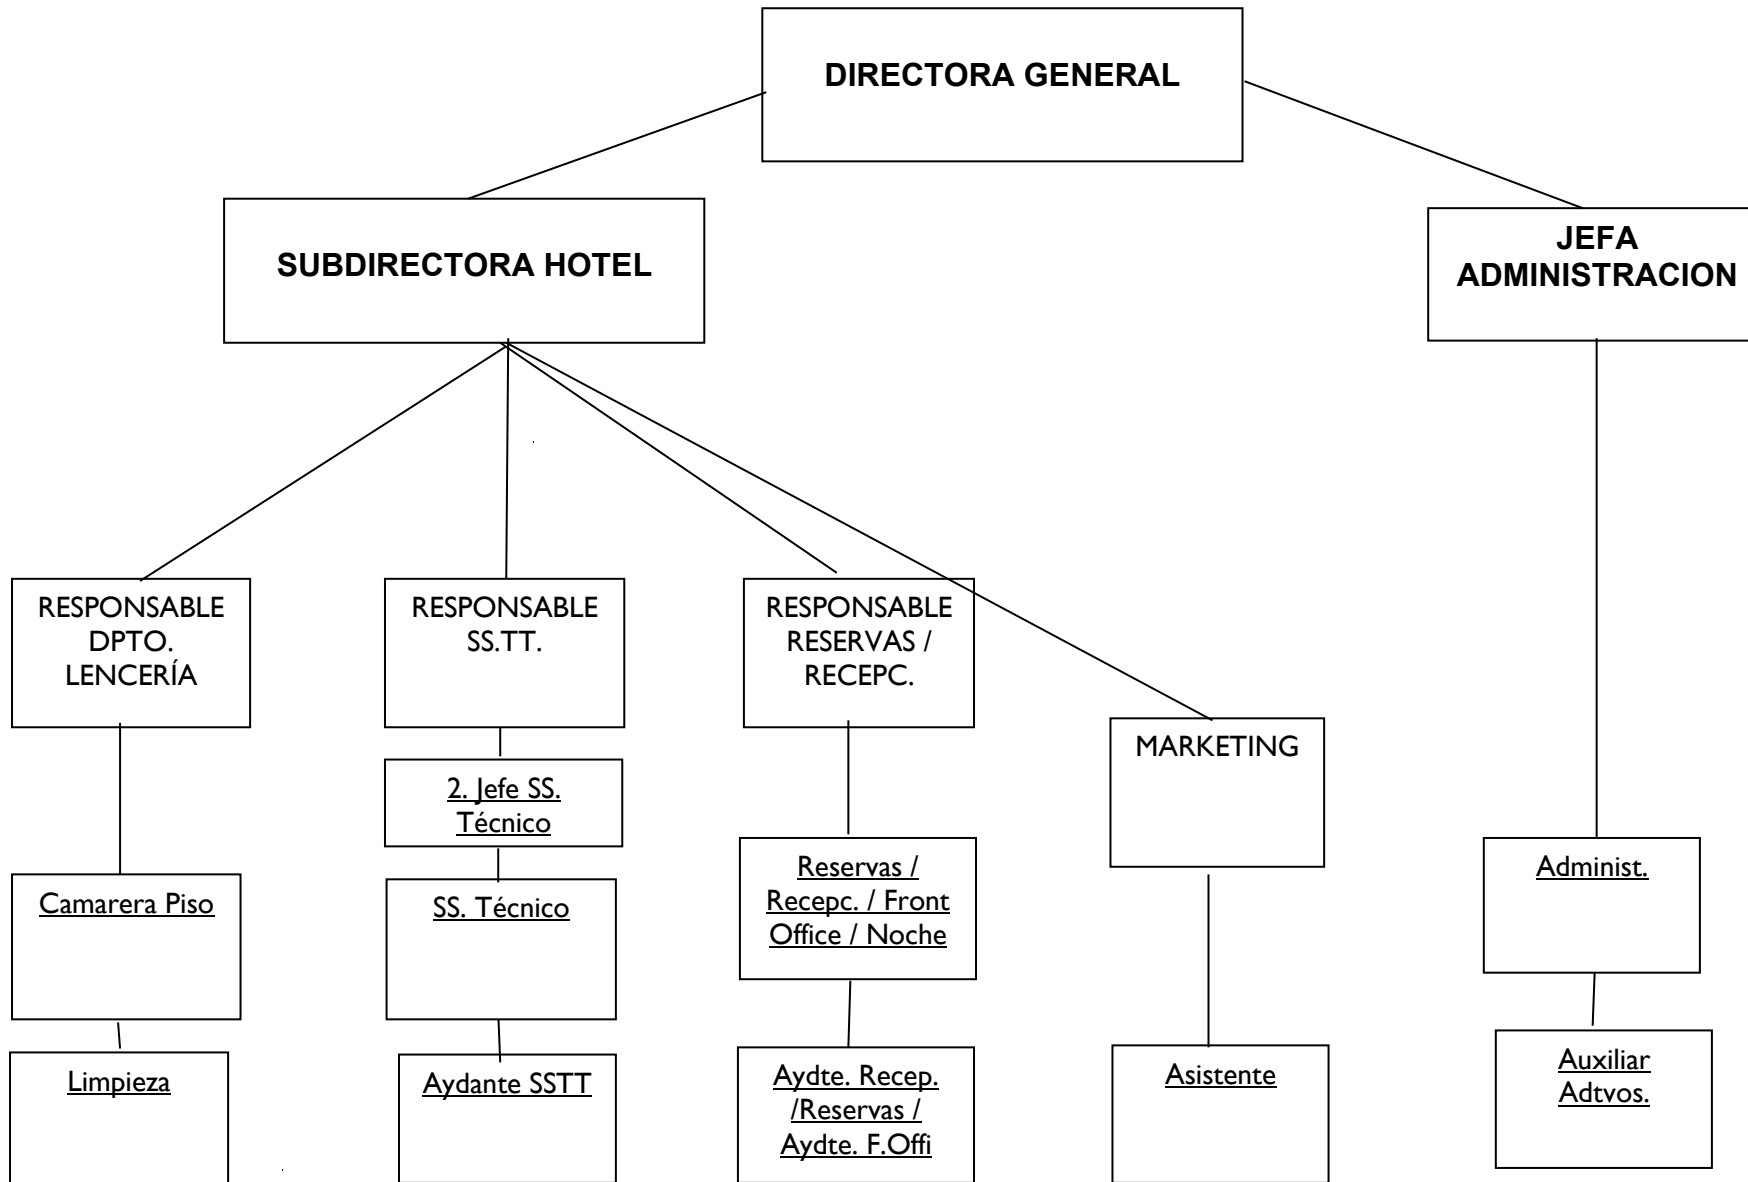 DIRECTORA GENERAL
SUBDIRECTORA HOTEL
JEFA
ADMINISTRACION
RESPONSABLE
DPTO.
LENCERÍA
RESPONSABLE
SS.TT.
RESPONSABLE
RESERVAS /
RECEPC.
MARKETING
2. Jefe SS.
Técnico
Camarera Piso
SS. Técnico
Reservas /
Recepc. / Front
Office / Noche
Administ.
Limpieza
Aydante SSTT
Aydte. Recep.
/Reservas /
Aydte. F.Offi
Asistente
Auxiliar
Adtvos.